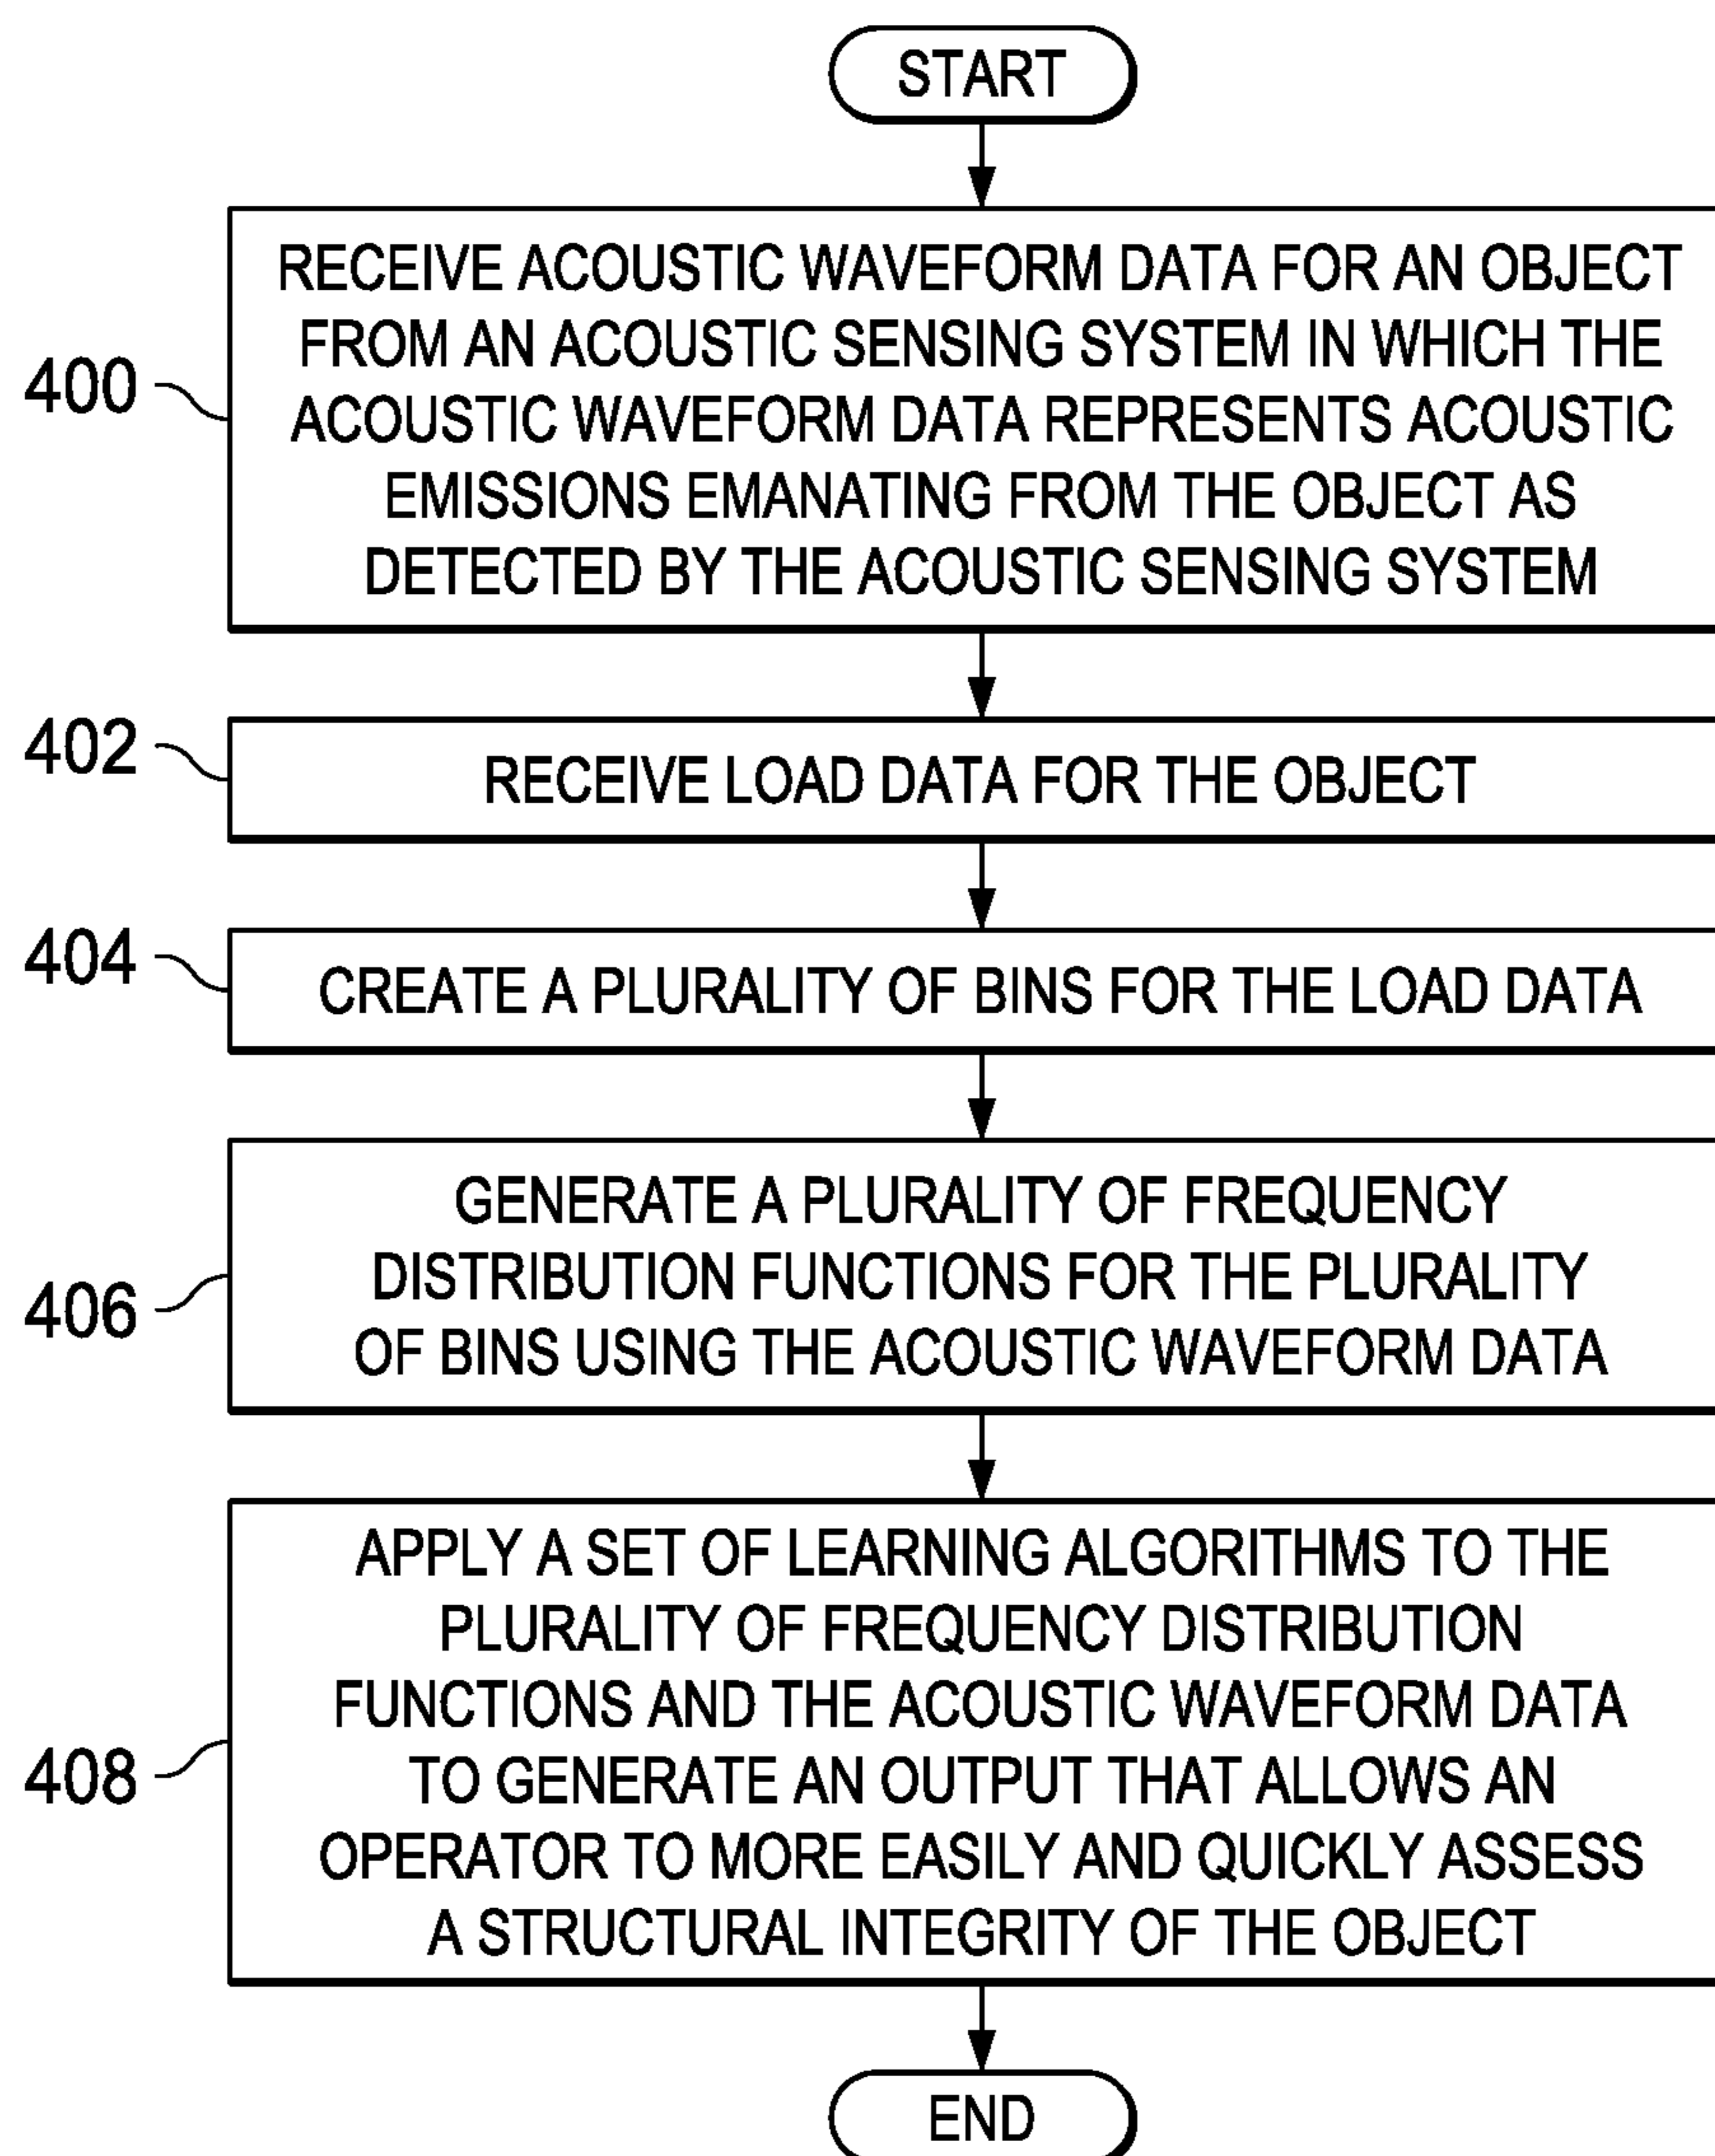 START
RECEIVE ACOUSTIC WAVEFORM DATA FOR AN OBJECT
FROM AN ACOUSTIC SENSING SYSTEM IN WHICH THE
ACOUSTIC WAVEFORM DATA REPRESENTS ACOUSTIC
EMISSIONS EMANATING FROM THE OBJECT AS
DETECTED BY THE ACOUSTIC SENSING SYSTEM
400
RECEIVE LOAD DATA FOR THE OBJECT
402
CREATE A PLURALITY OF BINS FOR THE LOAD DATA
404
GENERATE A PLURALITY OF FREQUENCY
DISTRIBUTION FUNCTIONS FOR THE PLURALITY
OF BINS USING THE ACOUSTIC WAVEFORM DATA
406
APPLY A SET OF LEARNING ALGORITHMS TO THE
PLURALITY OF FREQUENCY DISTRIBUTION
FUNCTIONS AND THE ACOUSTIC WAVEFORM DATA
TO GENERATE AN OUTPUT THAT ALLOWS AN
OPERATOR TO MORE EASILY AND QUICKLY ASSESS
A STRUCTURAL INTEGRITY OF THE OBJECT
408
END